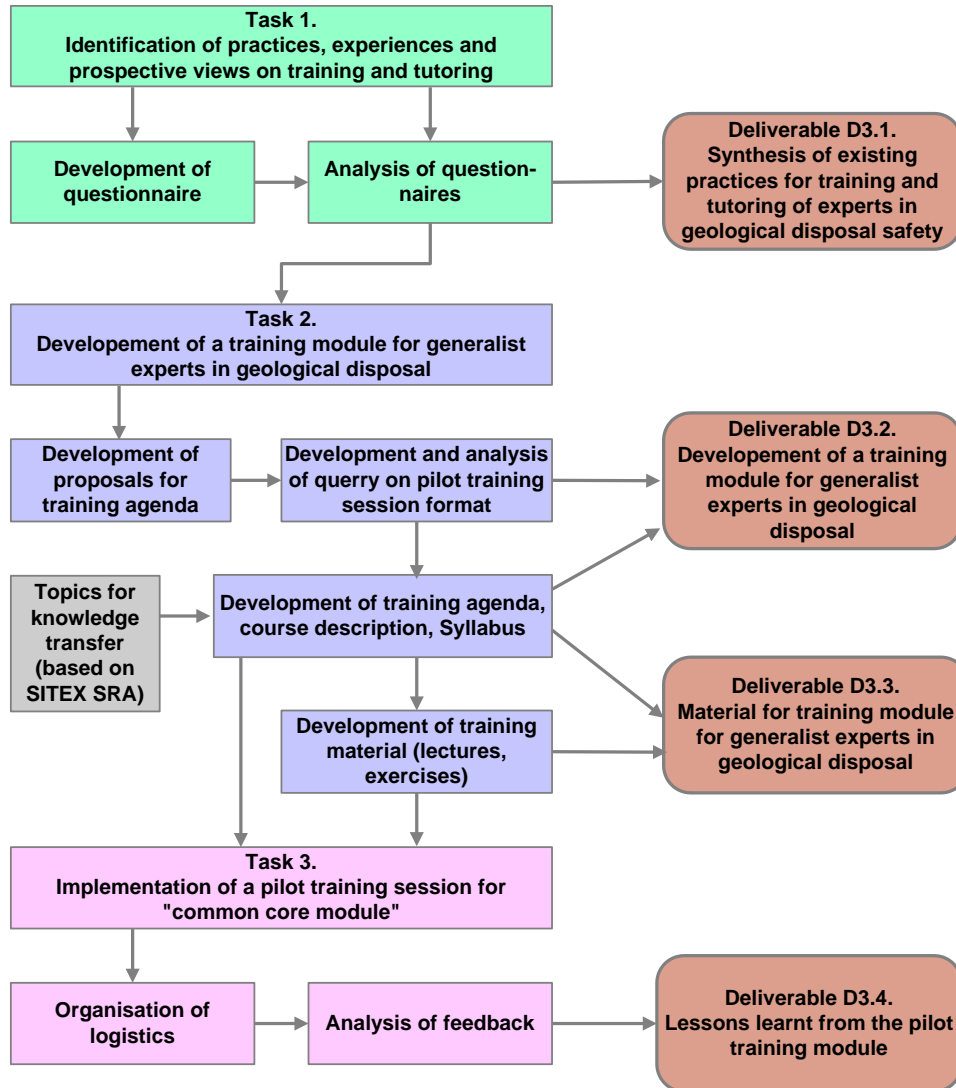 Task 1.
Identification of practices, experiences and
prospective views on training and tutoring
Development of
questionnaire
Analysis of question-
naires
Deliverable D3.1.
Synthesis of existing
practices for training and
tutoring of experts in
geological disposal safety
Task 2.
Developement of a training module for generalist
experts in geological disposal
Development of
proposals for
training agenda
Development and analysis
of querry on pilot training
session format
Deliverable D3.2.
Developement of a training
module for generalist
experts in geological
disposal
Topics for
knowledge
transfer
(based on
SITEX SRA)
Development of training agenda,
course description, Syllabus
Development of training
material (lectures,
exercises)
Deliverable D3.3.
Material for training module
for generalist experts in
geological disposal
Task 3.
Implementation of a pilot training session for
"common core module"
Organisation of
logistics
Analysis of feedback
Deliverable D3.4.
Lessons learnt from the pilot
training module